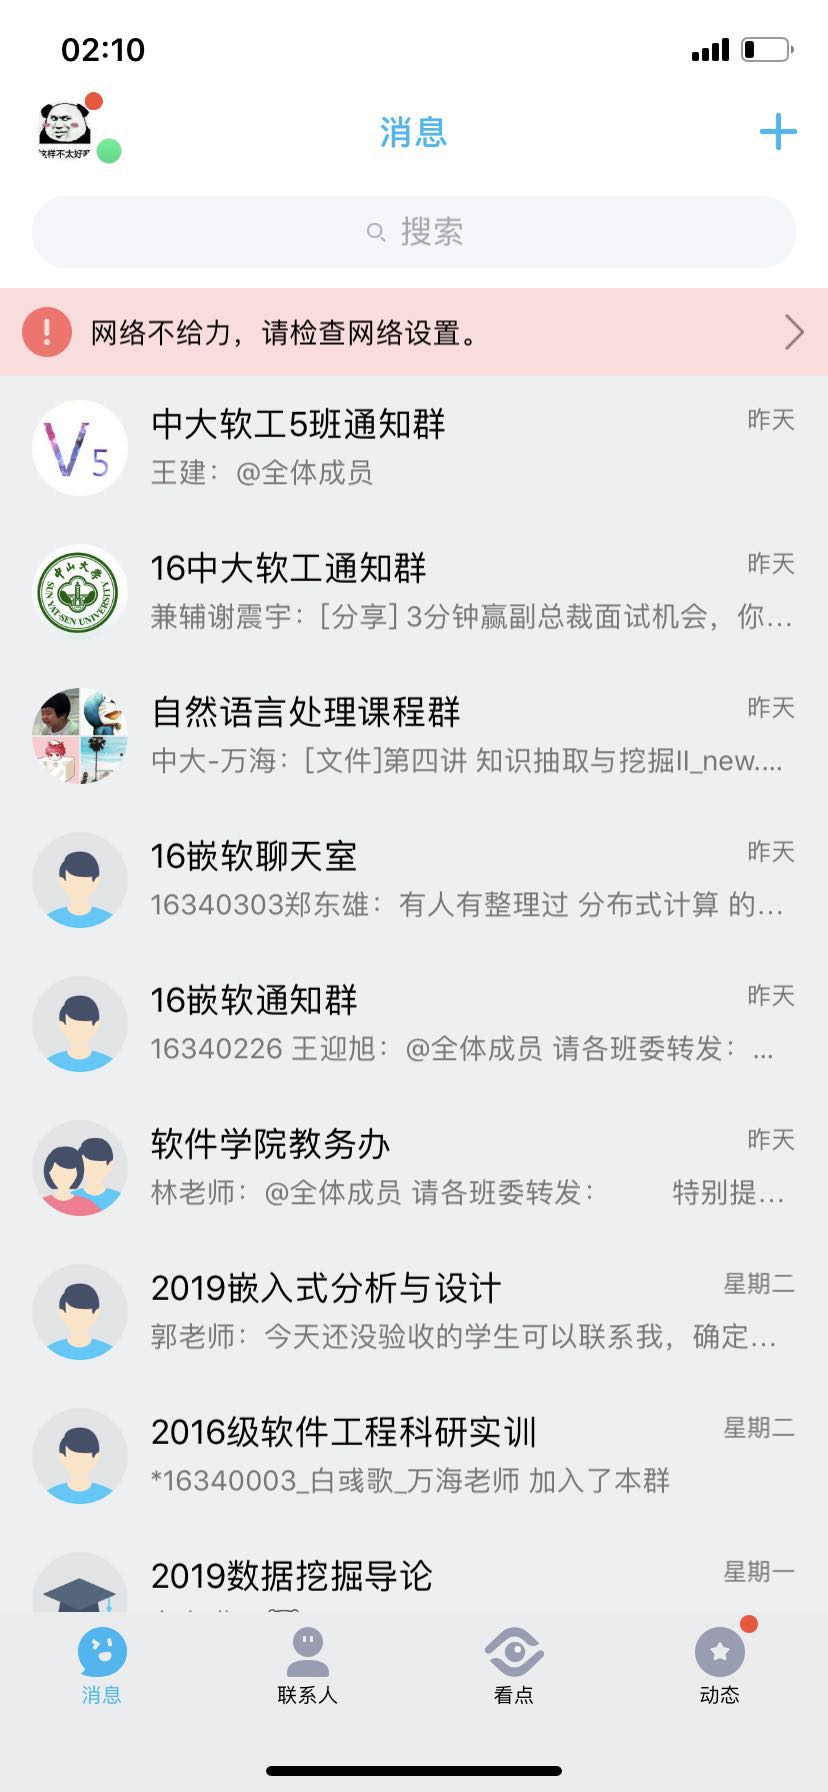 02:10
这样不太好吧
消息
搜索
网络不给力，请检查网络设置。
中大软工5班通知群
昨天
王建：@全体成员
V5
16中大软工通知群
昨天
兼辅谢震宇：[分享] 3分钟赢副总裁面试机会，你...
中山大学
SUN YAT-SEN UNIVERSITY
自然语言处理课程群
昨天
中大-万海：[文件]第四讲 知识抽取与挖掘II_new....
16嵌软聊天室
昨天
16340303郑东雄：有人有整理过 分布式计算 的...
16嵌软通知群
昨天
16340226 王迎旭：@全体成员 请各班委转发： ...
软件学院教务办
昨天
林老师：@全体成员 请各班委转发： 特别提...
2019嵌入式分析与设计
星期二
郭老师：今天还没验收的学生可以联系我，确定...
2016级软件工程科研实训
星期二
*16340003_白彧歌_万海老师 加入了本群
2019数据挖掘导论
星期一
消息
联系人
看点
动态